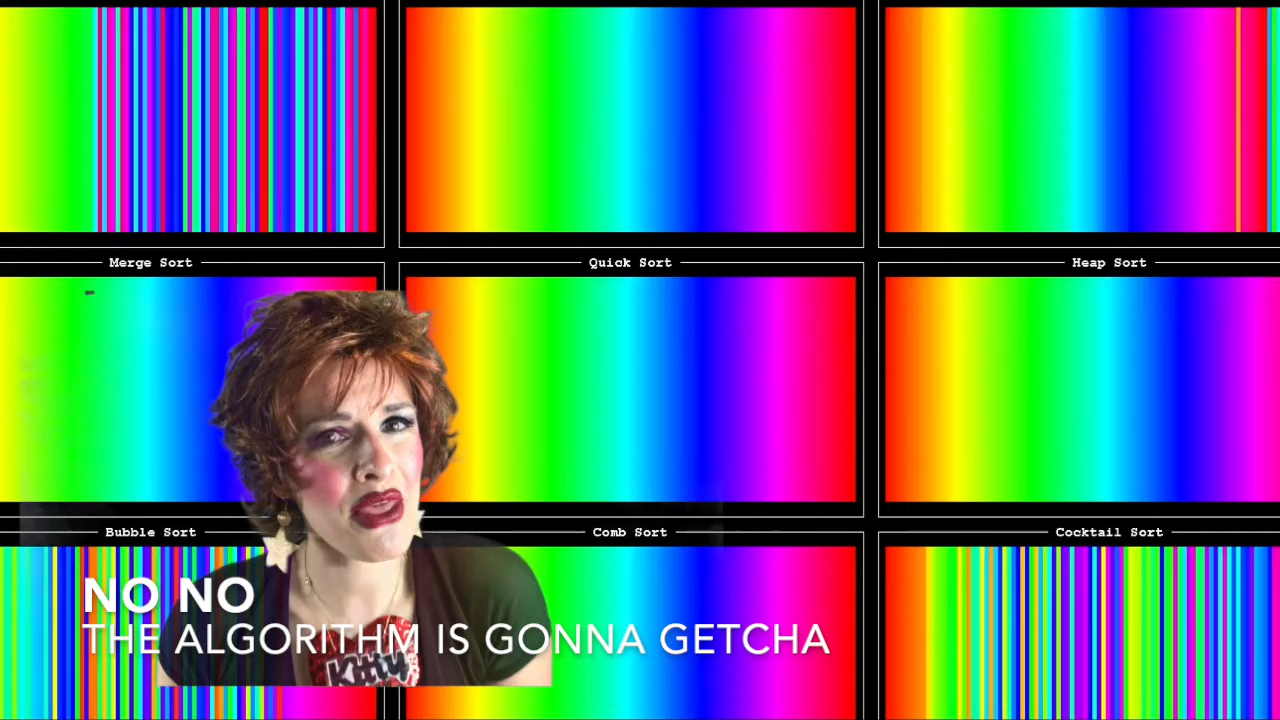 Merge Sort
Quick Sort
Heap Sort
Bubble Sort
Comb Sort
Cocktail Sort
NO NO
THE ALGORITHM IS GONNA GETCHA
Kitty